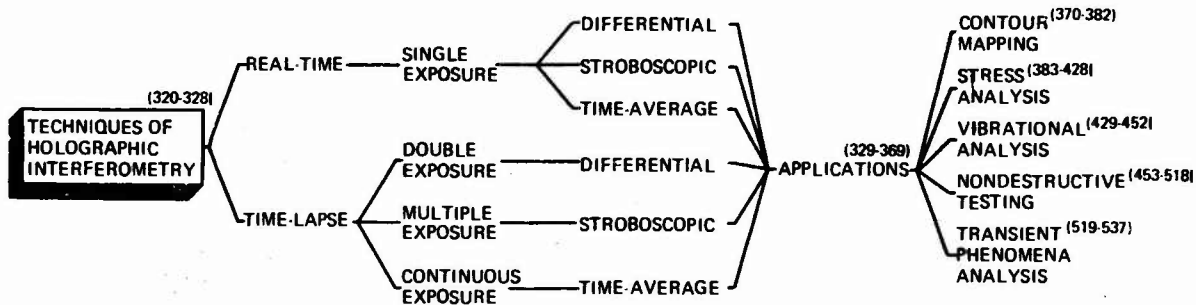 (320-328)
TECHNIQUES OF
HOLOGRAPHIC
INTERFEROMETRY
REAL-TIME
SINGLE
EXPOSURE
DIFFERENTIAL
STROBOSCOPIC
TIME-AVERAGE
TIME-LAPSE
DOUBLE
EXPOSURE
DIFFERENTIAL
MULTIPLE
EXPOSURE
STROBOSCOPIC
CONTINUOUS
EXPOSURE
TIME-AVERAGE
APPLICATIONS (329-369)
CONTOUR (370-382)
MAPPING
STRESS (383-428)
ANALYSIS
VIBRATIONAL (429-452)
ANALYSIS
NONDESTRUCTIVE (453-518)
TESTING
TRANSIENT (519-537)
PHENOMENA
ANALYSIS